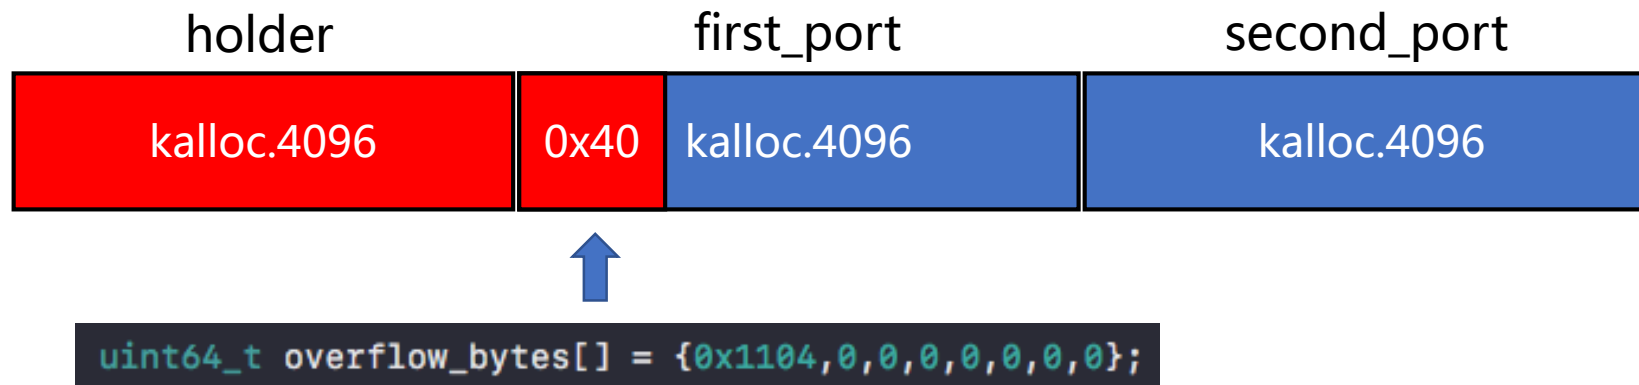 holder first_port second_port
kalloc.4096 0x40 kalloc.4096 kalloc.4096
uint64_t overflow_bytes[] = {0x1104,0,0,0,0,0,0,0};